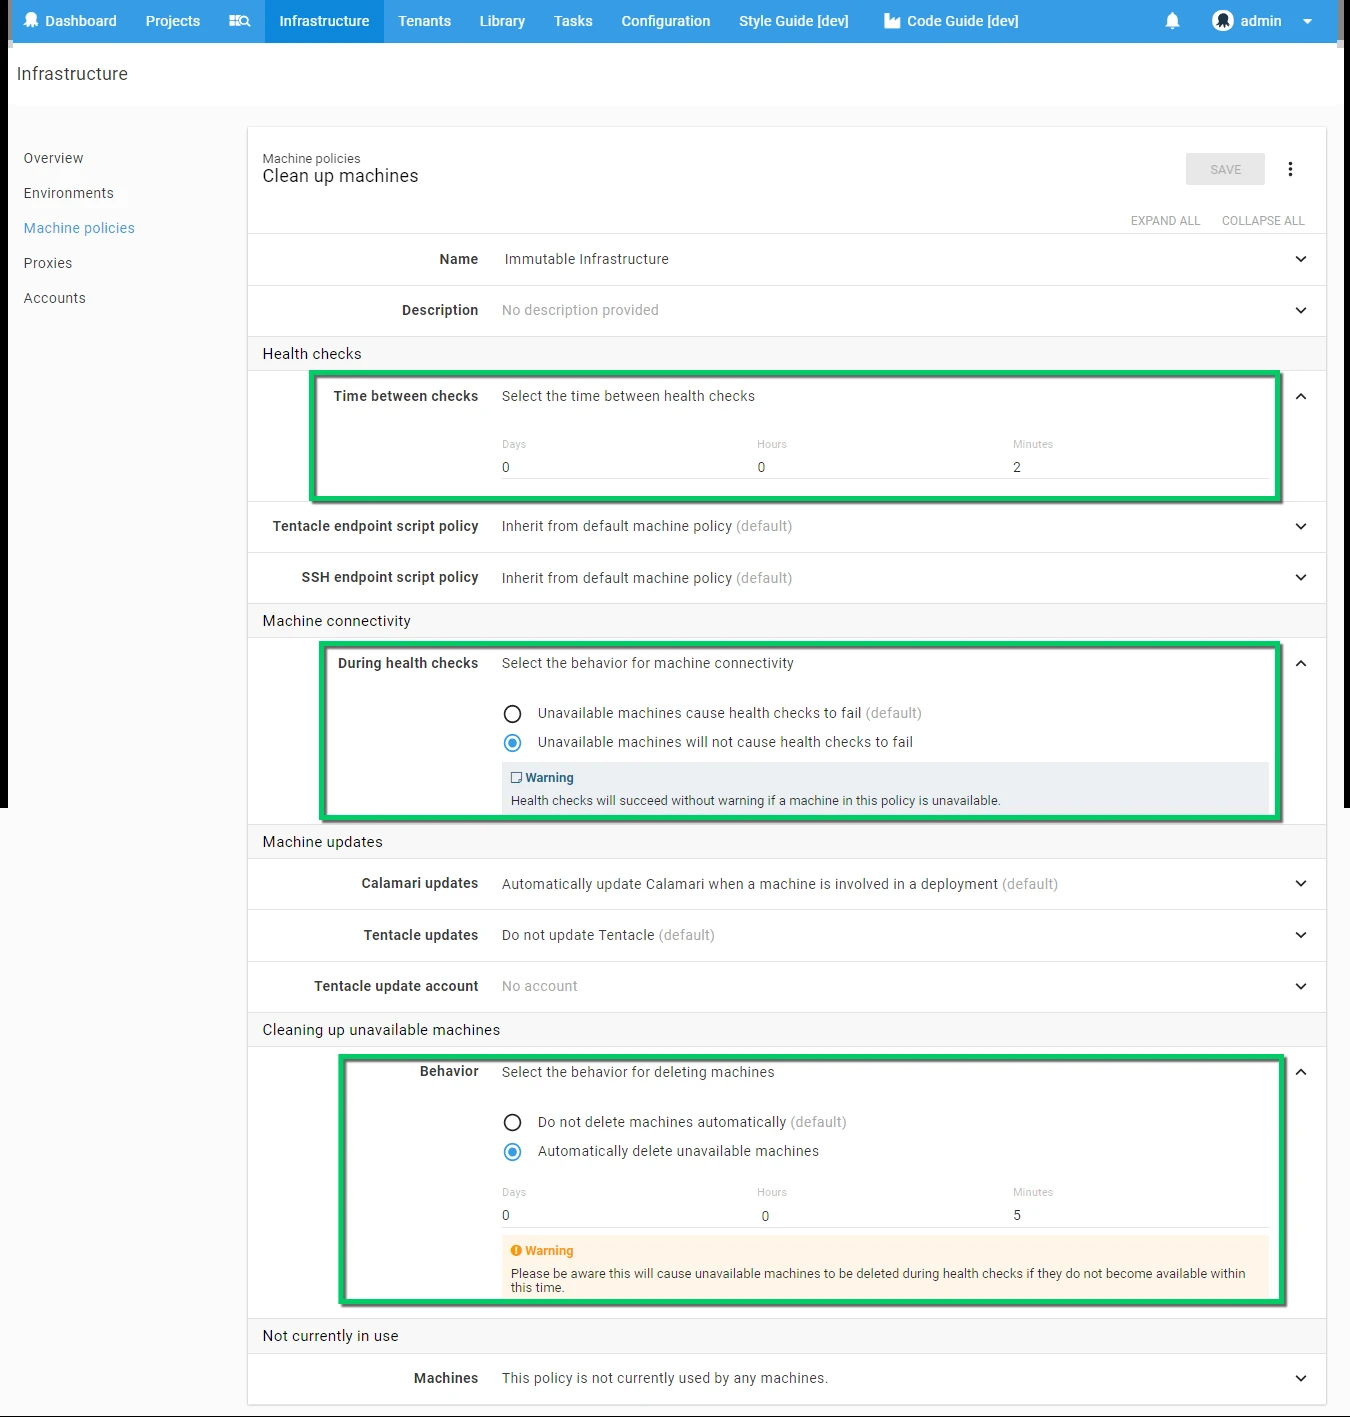 Dashboard Projects Infrastructure Tenants Library Tasks Configuration Style Guide [dev] Code Guide [dev] admin
Infrastructure
Overview
Environments
Machine policies
Proxies
Accounts
Machine policies
Clean up machines
SAVE
EXPAND ALL COLLAPSE ALL
Name Immutable Infrastructure
Description No description provided
Health checks
Time between checks Select the time between health checks
Days Hours Minutes
0 0 2
Tentacle endpoint script policy Inherit from default machine policy (default)
SSH endpoint script policy Inherit from default machine policy (default)
Machine connectivity
During health checks Select the behavior for machine connectivity
Unavailable machines cause health checks to fail (default)
Unavailable machines will not cause health checks to fail
Warning
Health checks will succeed without warning if a machine in this policy is unavailable.
Machine updates
Calamari updates Automatically update Calamari when a machine is involved in a deployment (default)
Tentacle updates Do not update Tentacle (default)
Tentacle update account No account
Cleaning up unavailable machines
Behavior Select the behavior for deleting machines
Do not delete machines automatically (default)
Automatically delete unavailable machines
Days Hours Minutes
0 0 5
Warning
Please be aware this will cause unavailable machines to be deleted during health checks if they do not become available within
this time.
Not currently in use
Machines This policy is not currently used by any machines.